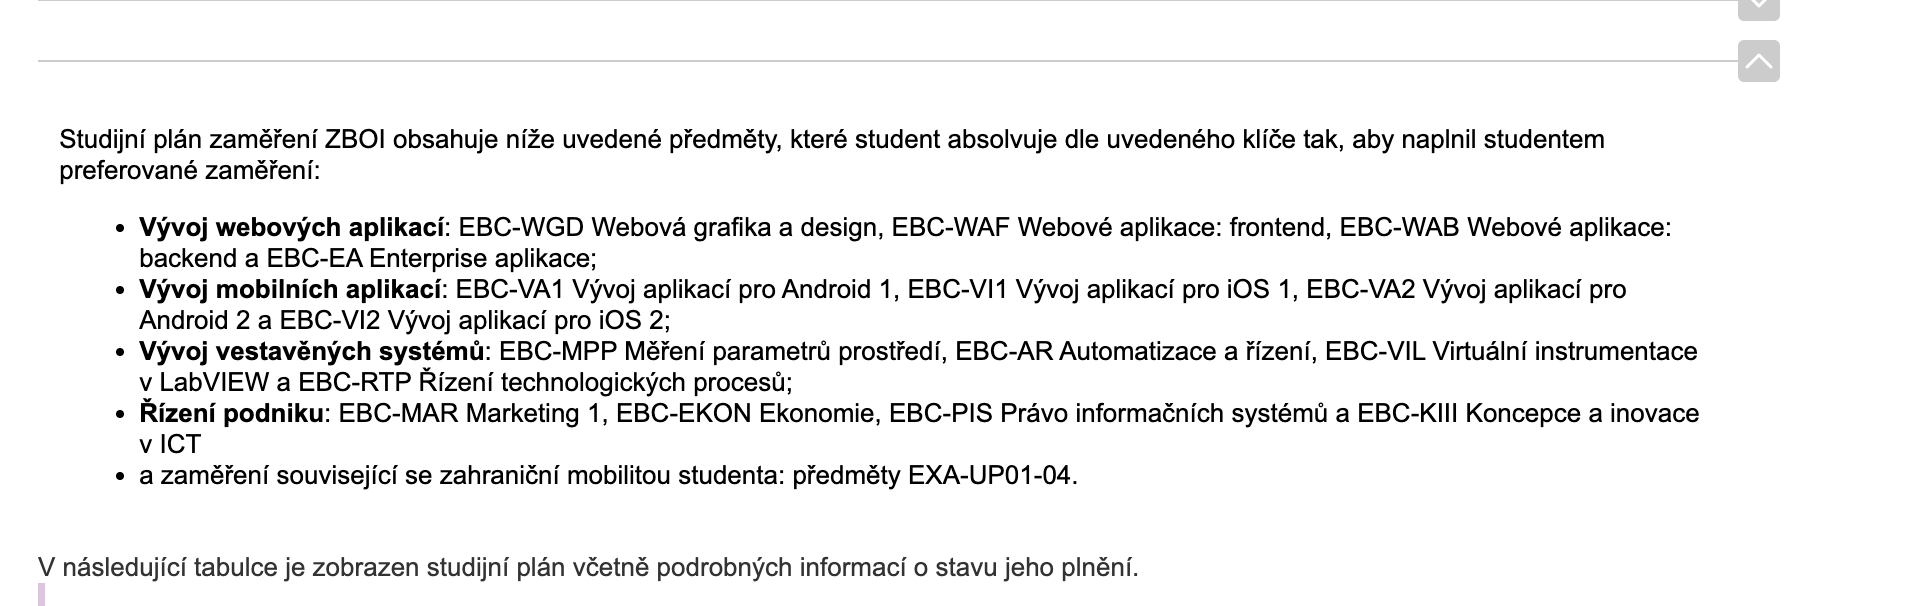 Studijní plán zaměření ZBOI obsahuje níže uvedené předměty, které student absolvuje dle uvedeného klíče tak, aby naplnil studentem
preferované zaměření:
• Vývoj webových aplikací: EBC-WGD Webová grafika a design, EBC-WAF Webové aplikace: frontend, EBC-WAB Webové aplikace:
backend a EBC-EA Enterprise aplikace;
• Vývoj mobilních aplikací: EBC-VA1 Vývoj aplikací pro Android 1, EBC-VI1 Vývoj aplikací pro iOS 1, EBC-VA2 Vývoj aplikací pro
Android 2 a EBC-VI2 Vývoj aplikací pro iOS 2;
• Vývoj vestavěných systémů: EBC-MPP Měření parametrů prostředí, EBC-AR Automatizace a řízení, EBC-VIL Virtuální instrumentace
v LabVIEW a EBC-RTP Řízení technologických procesů;
• Řízení podniku: EBC-MAR Marketing 1, EBC-EKON Ekonomie, EBC-PIS Právo informačních systémů a EBC-KIII Koncepce a inovace
v ICT
• a zaměření související se zahraniční mobilitou studenta: předměty EXA-UP01-04.
V následující tabulce je zobrazen studijní plán včetně podrobných informací o stavu jeho plnění.